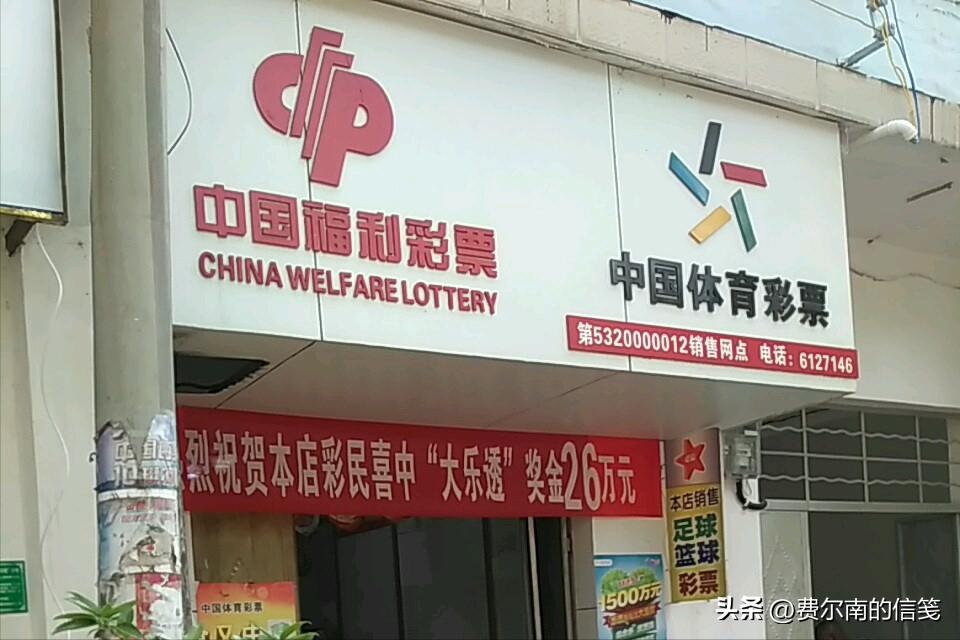 中国福利彩票
CHINA WELFARE LOTTERY
中国体育彩票
第5320000012销售网点 电话：6127146
烈祝贺本店彩民喜中“大乐透”奖金26万元
本店销售
足球
篮球
彩票
1500万元
中国体育彩票
头条 @费尔南的信笺